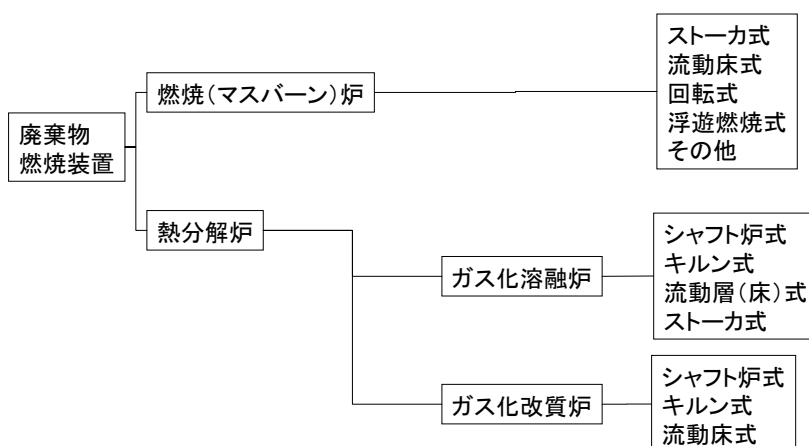 廃棄物
燃焼装置
燃焼(マスバーン)炉
ストーカ式
流動床式
回転式
浮遊燃焼式
その他
熱分解炉
ガス化溶融炉
シャフト炉式
キルン式
流動層(床)式
ストーカ式
ガス化改質炉
シャフト炉式
キルン式
流動床式